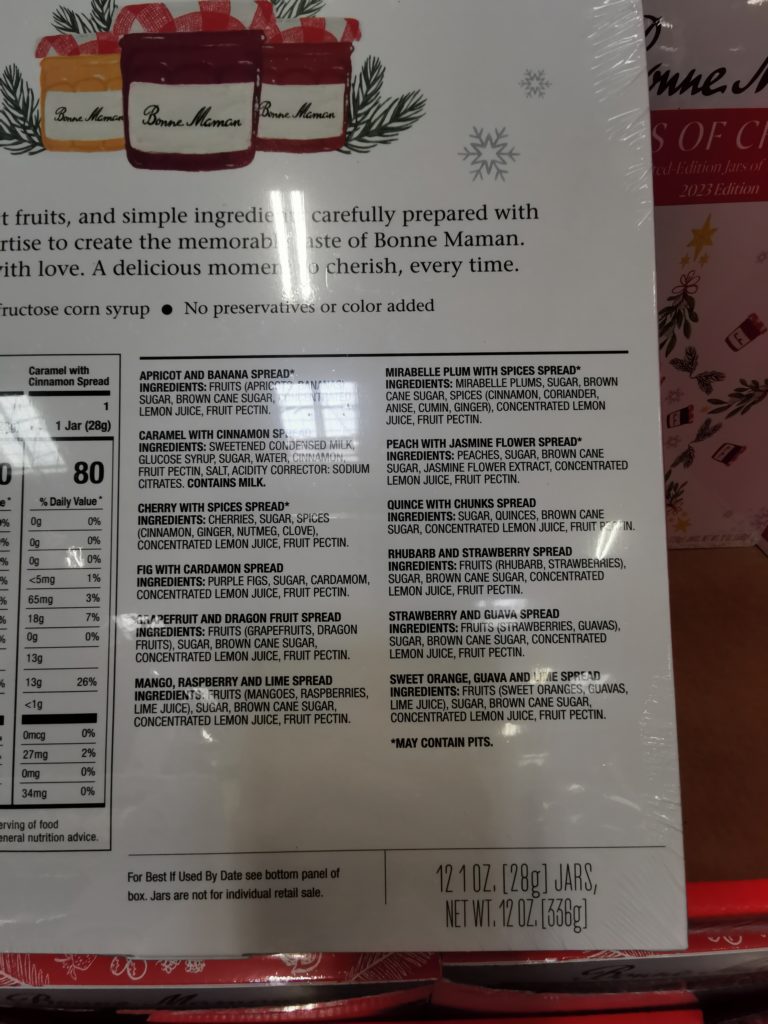 Bonne Maman
Bonne Maman
Bonne Maman
S OF
2023 Edition
t fruits, and simple ingredie carefully prepared with
rtise to create the memorab aste of Bonne Maman.
ith love. A delicious momen o cherish, every time.
fructose corn syrup ● No preservatives or color added
Caramel with
Cinnamon Spread
1
1 Jar (28g)
0 80
% Daily Value*
0g 0%
0g 0%
0g 0%
<5mg 1%
65mg 3%
18g 7%
0g 0%
13g
13g 26%
<1g
0mcg 0%
27mg 2%
0mg 0%
34mg 0%
erving of food
eneral nutrition advice.
APRICOT AND BANANA SPREAD*
INGREDIENTS: FRUITS (APRICOTS, BANANAS),
SUGAR, BROWN CANE SUGAR, CONCENTRATED
LEMON JUICE, FRUIT PECTIN.
CARAMEL WITH CINNAMON SP
INGREDIENTS: SWEETENED CONDENSED MILK,
GLUCOSE SYRUP, SUGAR, WATER, CINNAMON,
FRUIT PECTIN, SALT, ACIDITY CORRECTOR: SODIUM
CITRATES. CONTAINS MILK.
CHERRY WITH SPICES SPREAD*
INGREDIENTS: CHERRIES, SUGAR, SPICES
(CINNAMON, GINGER, NUTMEG, CLOVE),
CONCENTRATED LEMON JUICE, FRUIT PECTIN.
FIG WITH CARDAMON SPREAD
INGREDIENTS: PURPLE FIGS, SUGAR, CARDAMOM,
CONCENTRATED LEMON JUICE, FRUIT PECTIN.
GRAPEFRUIT AND DRAGON FRUIT SPREAD
INGREDIENTS: FRUITS (GRAPEFRUITS, DRAGON
FRUITS), SUGAR, BROWN CANE SUGAR,
CONCENTRATED LEMON JUICE, FRUIT PECTIN.
MANGO, RASPBERRY AND LIME SPREAD
INGREDIENTS: FRUITS (MANGOES, RASPBERRIES,
LIME JUICE), SUGAR, BROWN CANE SUGAR,
CONCENTRATED LEMON JUICE, FRUIT PECTIN.
MIRABELLE PLUM WITH SPICES SPREAD*
INGREDIENTS: MIRABELLE PLUMS, SUGAR, BROWN
CANE SUGAR, SPICES (CINNAMON, CORIANDER,
ANISE, CUMIN, GINGER), CONCENTRATED LEMON
JUICE, FRUIT PECTIN.
PEACH WITH JASMINE FLOWER SPREAD*
INGREDIENTS: PEACHES, SUGAR, BROWN CANE
SUGAR, JASMINE FLOWER EXTRACT, CONCENTRATED
LEMON JUICE, FRUIT PECTIN.
QUINCE WITH CHUNKS SPREAD
INGREDIENTS: SUGAR, QUINCES, BROWN CANE
SUGAR, CONCENTRATED LEMON JUICE, FRUIT PECTIN.
RHUBARB AND STRAWBERRY SPREAD
INGREDIENTS: FRUITS (RHUBARB, STRAWBERRIES),
SUGAR, BROWN CANE SUGAR, CONCENTRATED
LEMON JUICE, FRUIT PECTIN.
STRAWBERRY AND GUAVA SPREAD
INGREDIENTS: FRUITS (STRAWBERRIES, GUAVAS),
SUGAR, BROWN CANE SUGAR, CONCENTRATED
LEMON JUICE, FRUIT PECTIN.
SWEET ORANGE, GUAVA AND LIME SPREAD
INGREDIENTS: FRUITS (SWEET ORANGES, GUAVAS,
LIME JUICE), SUGAR, BROWN CANE SUGAR,
CONCENTRATED LEMON JUICE, FRUIT PECTIN.
*MAY CONTAIN PITS.
For Best If Used By Date see bottom panel of
box. Jars are not for individual retail sale.
12 1 OZ. [28g] JARS,
NET WT. 12 OZ. [336g]